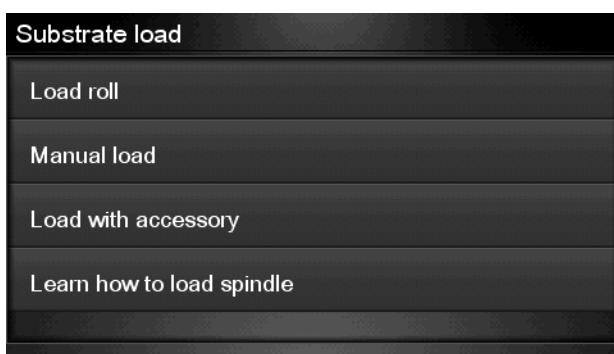 Substrate load
Load roll
Manual load
Load with accessory
Learn how to load spindle